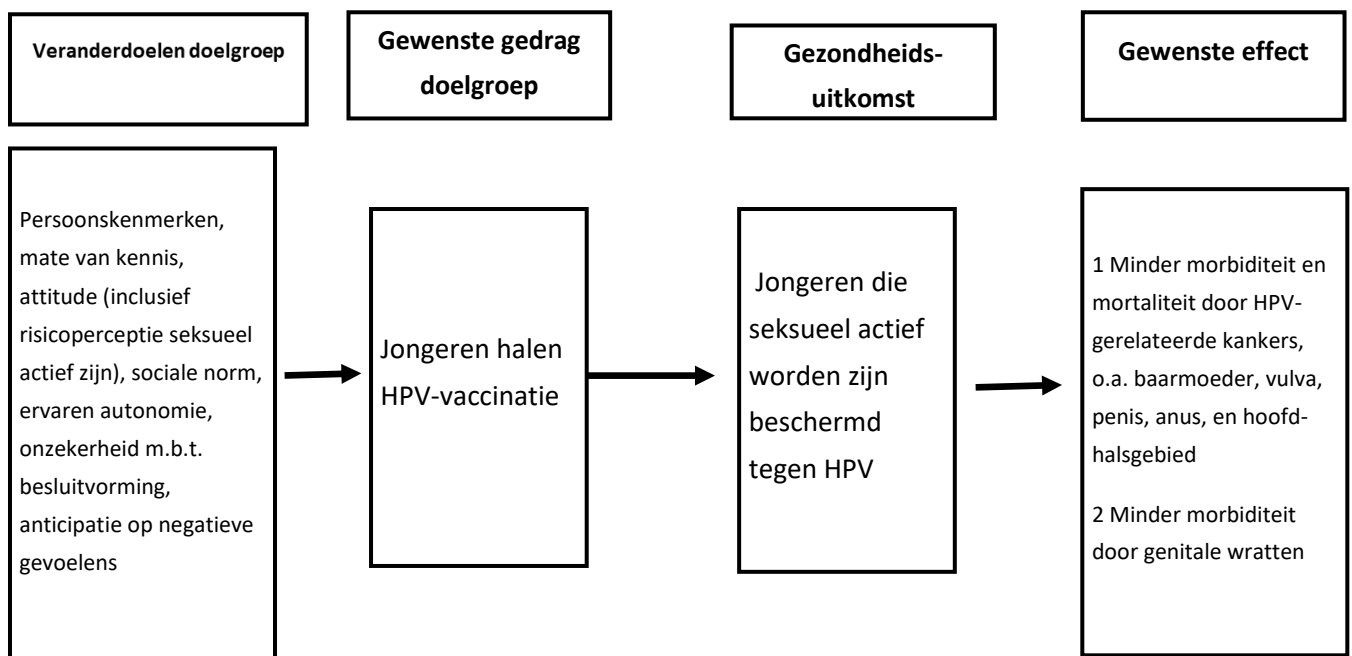 Veranderdoelen doelgroep
Gewenste gedrag
doelgroep
Gezondheids-
uitkomst
Gewenste effect
Persoonskenmerken,
mate van kennis,
attitude (inclusief
risicoperceptie seksueel
actief zijn), sociale norm,
ervaren autonomie,
onzekerheid m.b.t.
besluitvorming,
anticipatie op negatieve
gevoelens
Jongeren halen
HPV-vaccinatie
Jongeren die
seksueel actief
worden zijn
beschermd
tegen HPV
1 Minder morbiditeit en
mortaliteit door HPV-
gerelateerde kankers,
o.a. baarmoeder, vulva,
penis, anus, en hoofd-
halsgebied
2 Minder morbiditeit
door genitale wratten